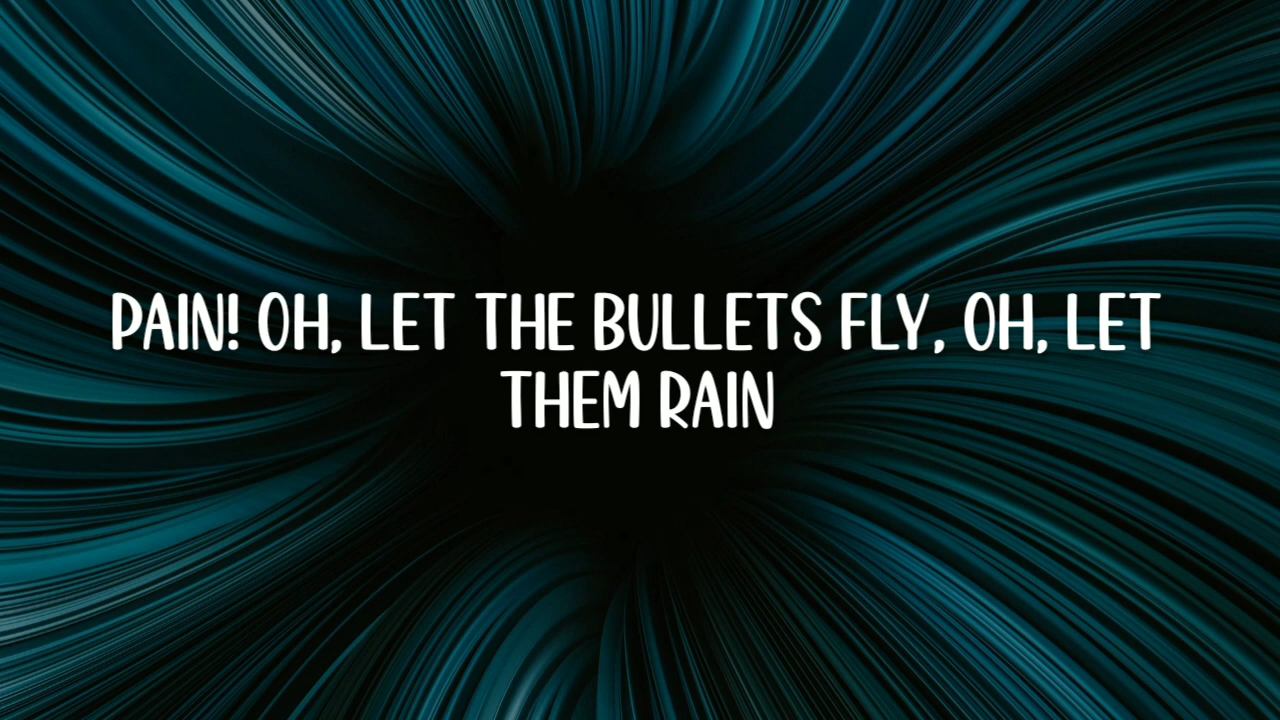 PAIN! OH, LET THE BULLETS FLY, OH, LET
THEM RAIN